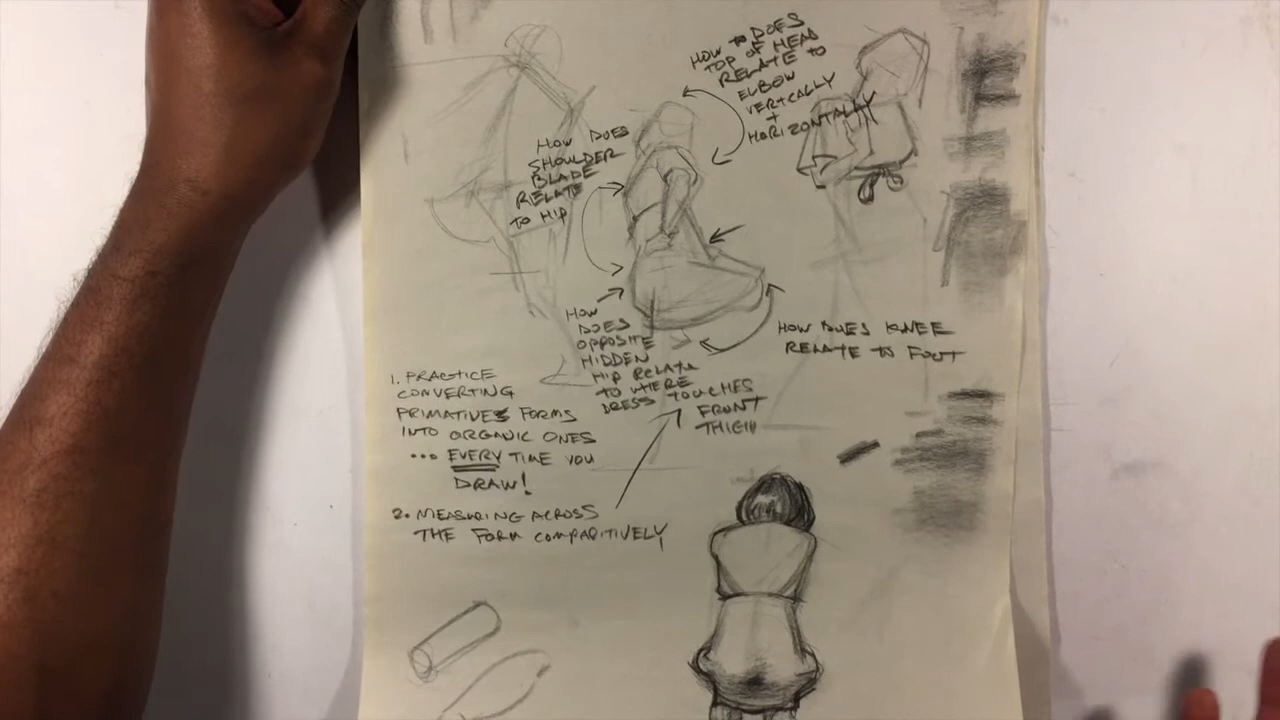 HOW TO DOES
TOP OF HEAD
RELATE TO
ELBOW
VERTICALLY
+
HORIZONTALLY
HOW DOES
SHOULDER
BLADE
RELATE
TO HIP
HOW
DOES
OPPOSITE
HIDDEN
HIP RELATE
TO WHERE
DRESS TOUCHES
FRONT
THIGH
HOW DOES KNEE
RELATE TO FOOT
1. PRACTICE
CONVERTING
PRIMATIVES FORMS
INTO ORGANIC ONES
... EVERY TIME YOU
DRAW!
2. MEASURING ACROSS
THE FORM COMPARITIVELY